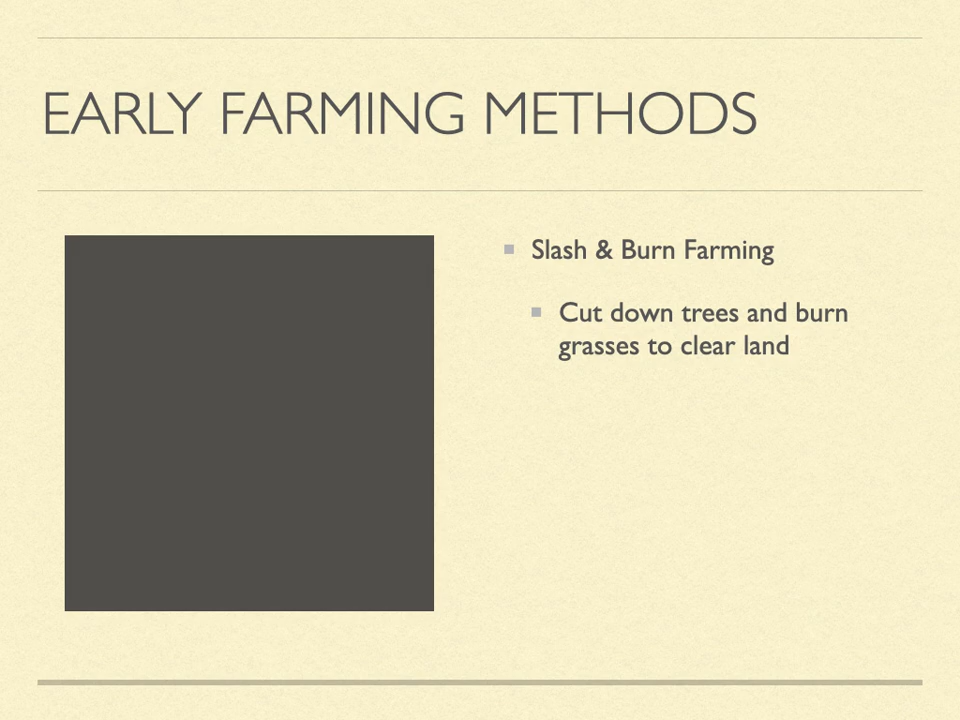 EARLY FARMING METHODS
Slash & Burn Farming
Cut down trees and burn
grasses to clear land